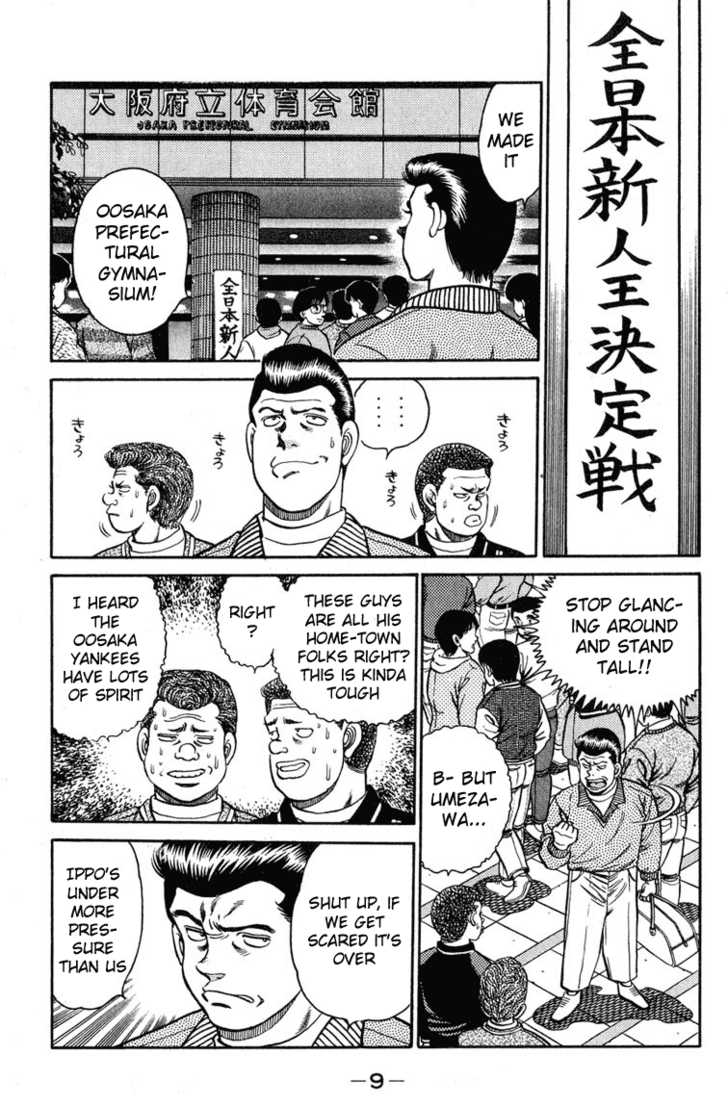 全日本新人王決定戦
大阪府立体育会館
OSAKA PREFECTURAL GYMNASIUM
WE
MADE
IT
OOSAKA
PREFEC-
TURAL
GYMNA-
SIUM!
全日本新人
......
きょろ
きょろ
きょろ
きょろ
STOP GLANC-
ING AROUND
AND STAND
TALL!!
B- BUT
UMEZA-
WA...
THESE GUYS
ARE ALL HIS
HOME-TOWN
FOLKS RIGHT?
THIS IS KINDA
TOUGH
RIGHT
?
I HEARD
THE
OOSAKA
YANKEES
HAVE LOTS
OF SPIRIT
SHUT UP, IF
WE GET
SCARED IT'S
OVER
IPPO'S
UNDER
MORE
PRES-
SURE
THAN US
—9—